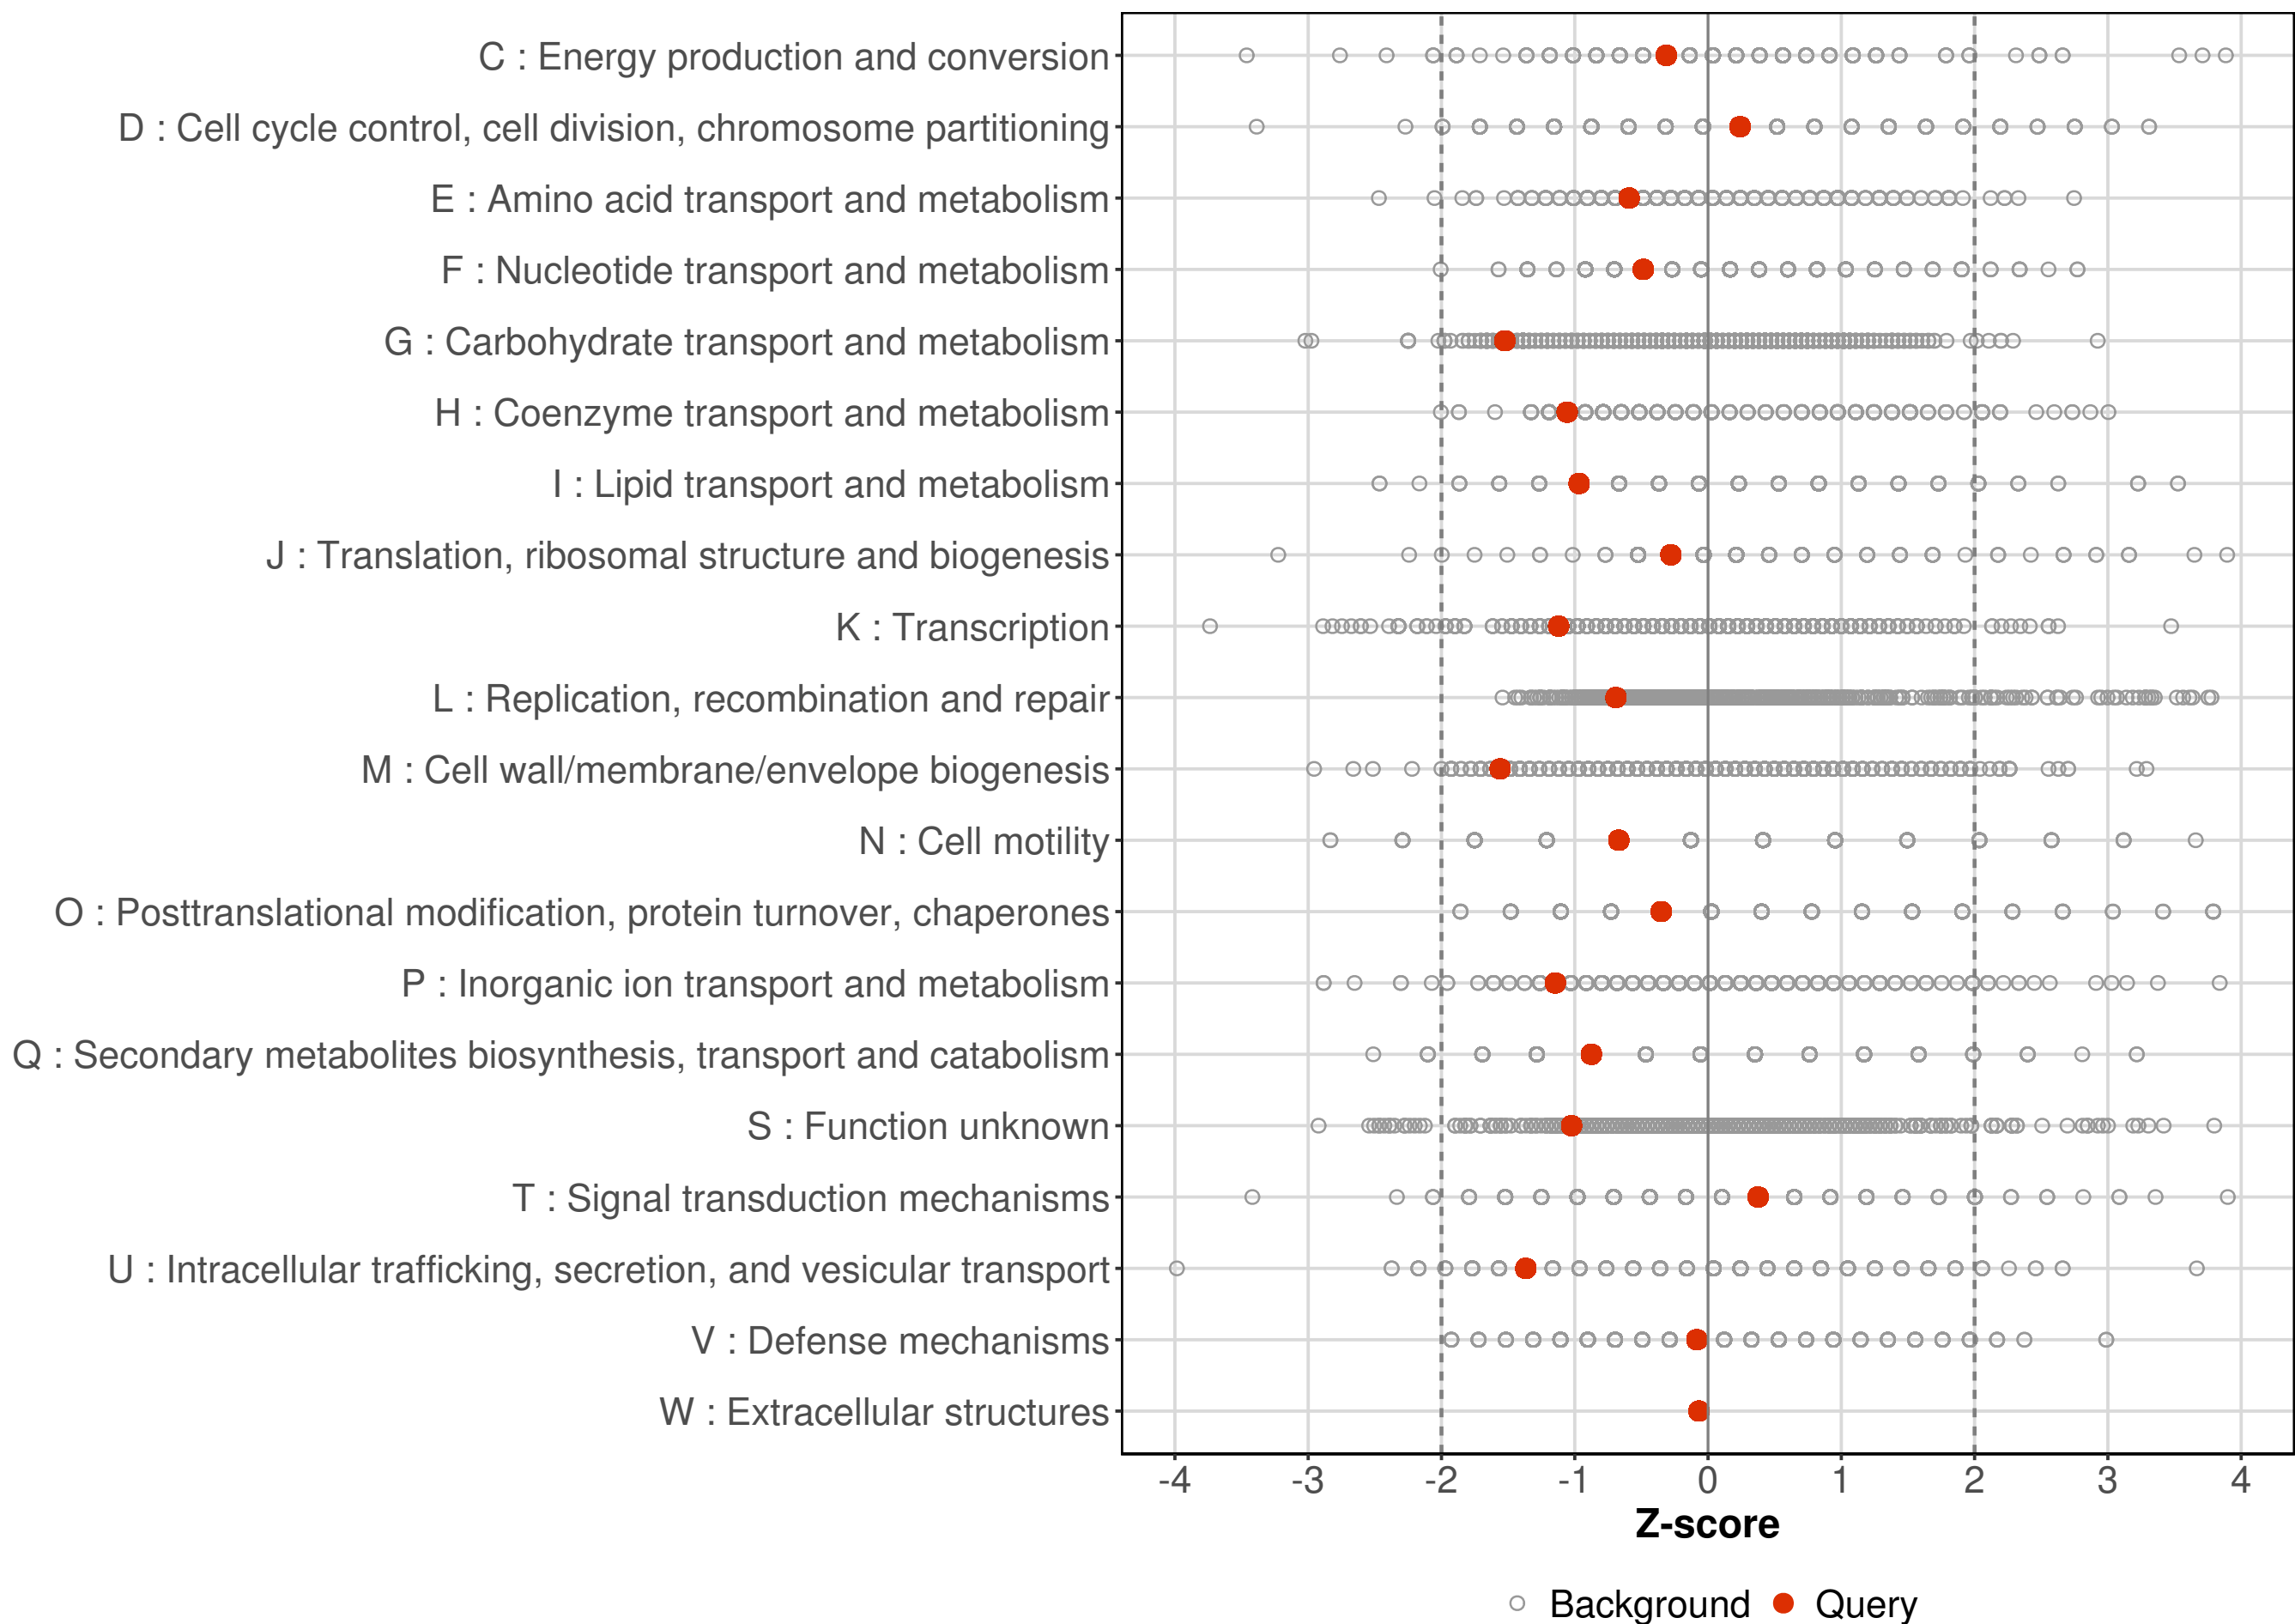 C : Energy production and conversion
D : Cell cycle control, cell division, chromosome partitioning
E : Amino acid transport and metabolism
F : Nucleotide transport and metabolism
G : Carbohydrate transport and metabolism
H : Coenzyme transport and metabolism
I : Lipid transport and metabolism
J : Translation, ribosomal structure and biogenesis
K : Transcription
L : Replication, recombination and repair
M : Cell wall/membrane/envelope biogenesis
N : Cell motility
O : Posttranslational modification, protein turnover, chaperones
P : Inorganic ion transport and metabolism
Q : Secondary metabolites biosynthesis, transport and catabolism
S : Function unknown
T : Signal transduction mechanisms
U : Intracellular trafficking, secretion, and vesicular transport
V : Defense mechanisms
W : Extracellular structures
-4 -3 -2 -1 0 1 2 3 4
Z-score
Background Query